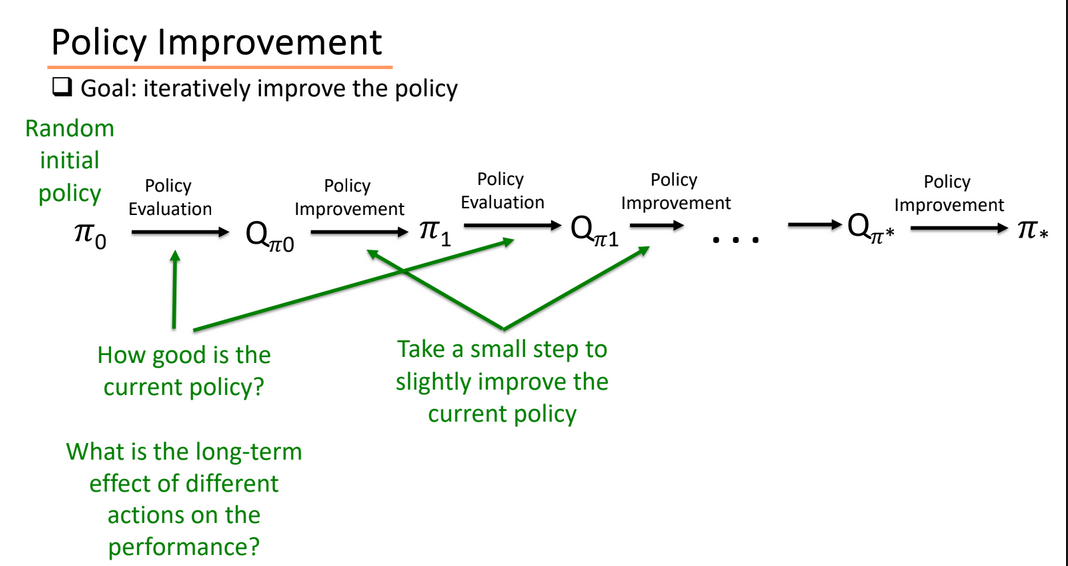 Policy Improvement
❑ Goal: iteratively improve the policy
Random
initial
policy
π0
Policy
Evaluation
Qπ0
Policy
Improvement
π1
Policy
Evaluation
Qπ1
Policy
Improvement
...
Qπ*
Policy
Improvement
π*
How good is the
current policy?
Take a small step to
slightly improve the
current policy
What is the long-term
effect of different
actions on the
performance?